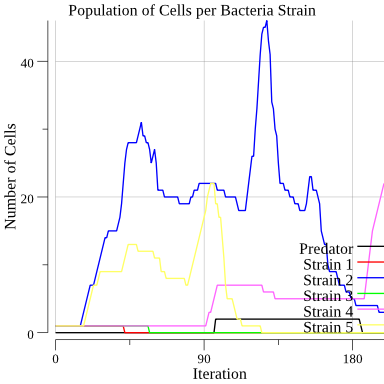 Population of Cells per Bacteria Strain
Number of Cells
40
20
0
Predator
Strain 1
Strain 2
Strain 3
Strain 4
Strain 5
0
90
180
Iteration